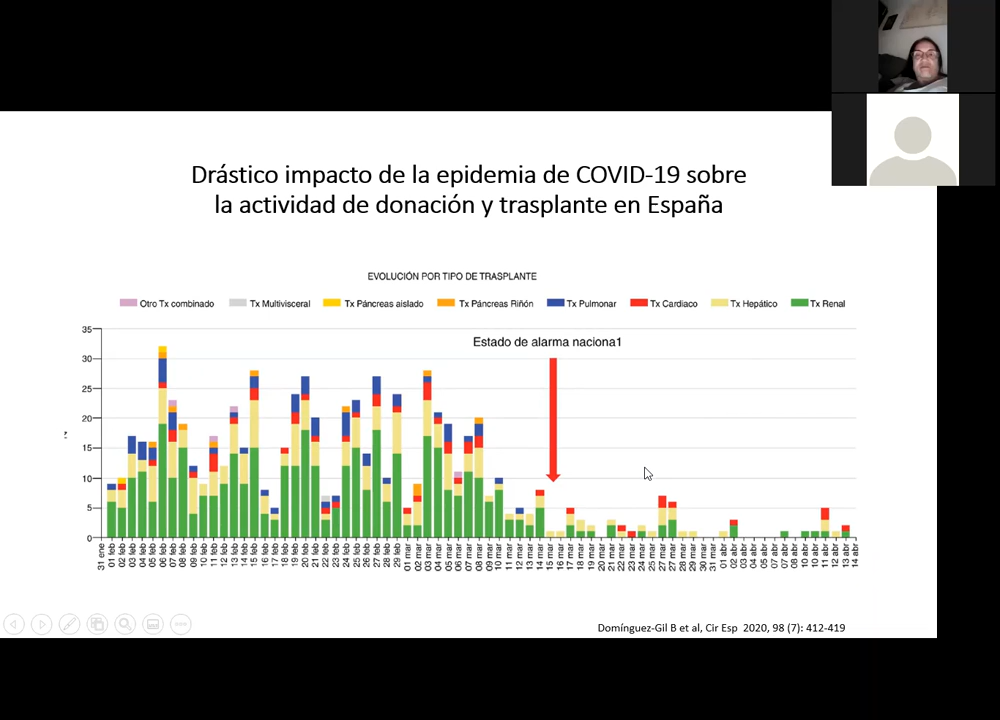 Drástico impacto de la epidemia de COVID-19 sobre
la actividad de donación y trasplante en España
EVOLUCIÓN POR TIPO DE TRASPLANTE
Otro Tx combinado Tx Multivisceral Tx Páncreas aislado Tx Páncreas Riñón Tx Pulmonar Tx Cardiaco Tx Hepático Tx Renal
Estado de alarma naciona1
35
30
25
20
15
10
5
0
31 ene 01 feb 02 feb 03 feb 04 feb 05 feb 06 feb 07 feb 08 feb 09 feb 10 feb 11 feb 12 feb 13 feb 14 feb 15 feb 16 feb 17 feb 18 feb 19 feb 20 feb 21 feb 22 feb 23 feb 24 feb 25 feb 26 feb 27 feb 28 feb 29 feb 01 mar 02 mar 03 mar 04 mar 05 mar 06 mar 07 mar 08 mar 09 mar 10 mar 11 mar 12 mar 13 mar 14 mar 15 mar 16 mar 17 mar 18 mar 19 mar 20 mar 21 mar 22 mar 23 mar 24 mar 25 mar 27 mar 27 mar 28 mar 29 mar 30 mar 31 mar 01 abr 02 abr 03 abr 04 abr 05 abr 07 abr 07 abr 08 abr 10 abr 10 abr 11 abr 12 abr 13 abr 14 abr
Domínguez-Gil B et al, Cir Esp 2020, 98 (7): 412-419